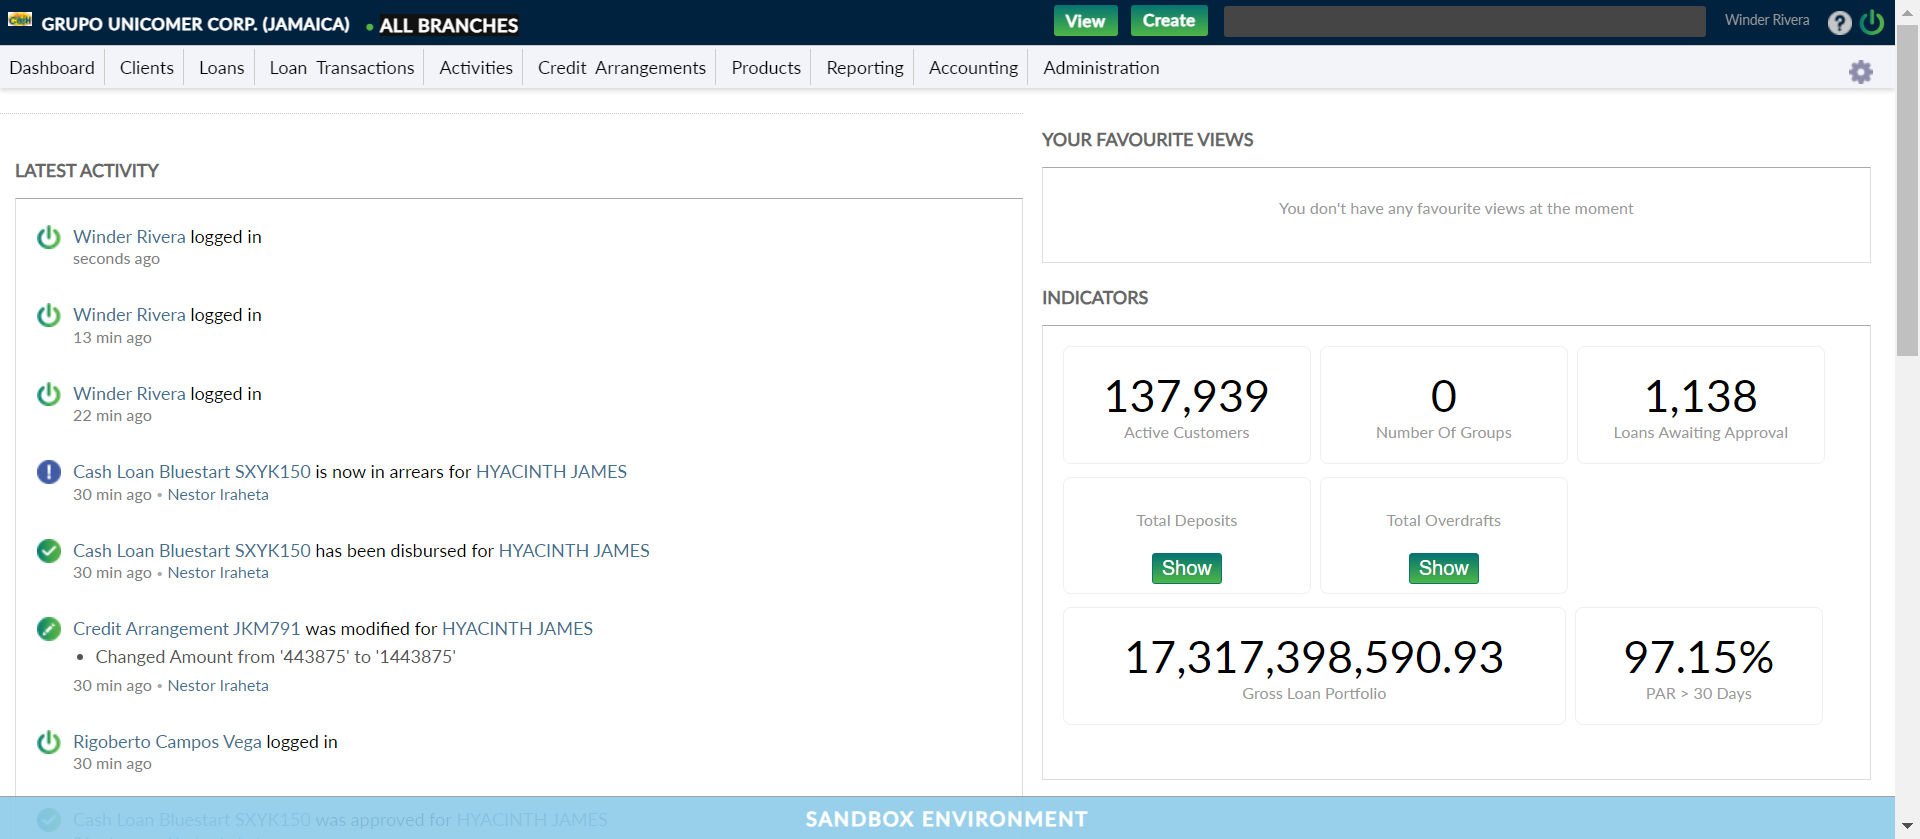 GRUPO UNICOMER CORP. (JAMAICA) • ALL BRANCHES
View Create Winder Rivera ?
Dashboard Clients Loans Loan Transactions Activities Credit Arrangements Products Reporting Accounting Administration
LATEST ACTIVITY
Winder Rivera logged in
seconds ago
Winder Rivera logged in
13 min ago
Winder Rivera logged in
22 min ago
Cash Loan Bluestart SXYK150 is now in arrears for HYACINTH JAMES
30 min ago • Nestor Iraheta
Cash Loan Bluestart SXYK150 has been disbursed for HYACINTH JAMES
30 min ago • Nestor Iraheta
Credit Arrangement JKM791 was modified for HYACINTH JAMES
• Changed Amount from '443875' to '1443875'
30 min ago • Nestor Iraheta
Rigoberto Campos Vega logged in
30 min ago
Cash Loan Bluestart SXYK150 was approved for HYACINTH JAMES
YOUR FAVOURITE VIEWS
You don't have any favourite views at the moment
INDICATORS
137,939
Active Customers
0
Number Of Groups
1,138
Loans Awaiting Approval
Total Deposits
Show
Total Overdrafts
Show
17,317,398,590.93
Gross Loan Portfolio
97.15%
PAR > 30 Days
SANDBOX ENVIRONMENT